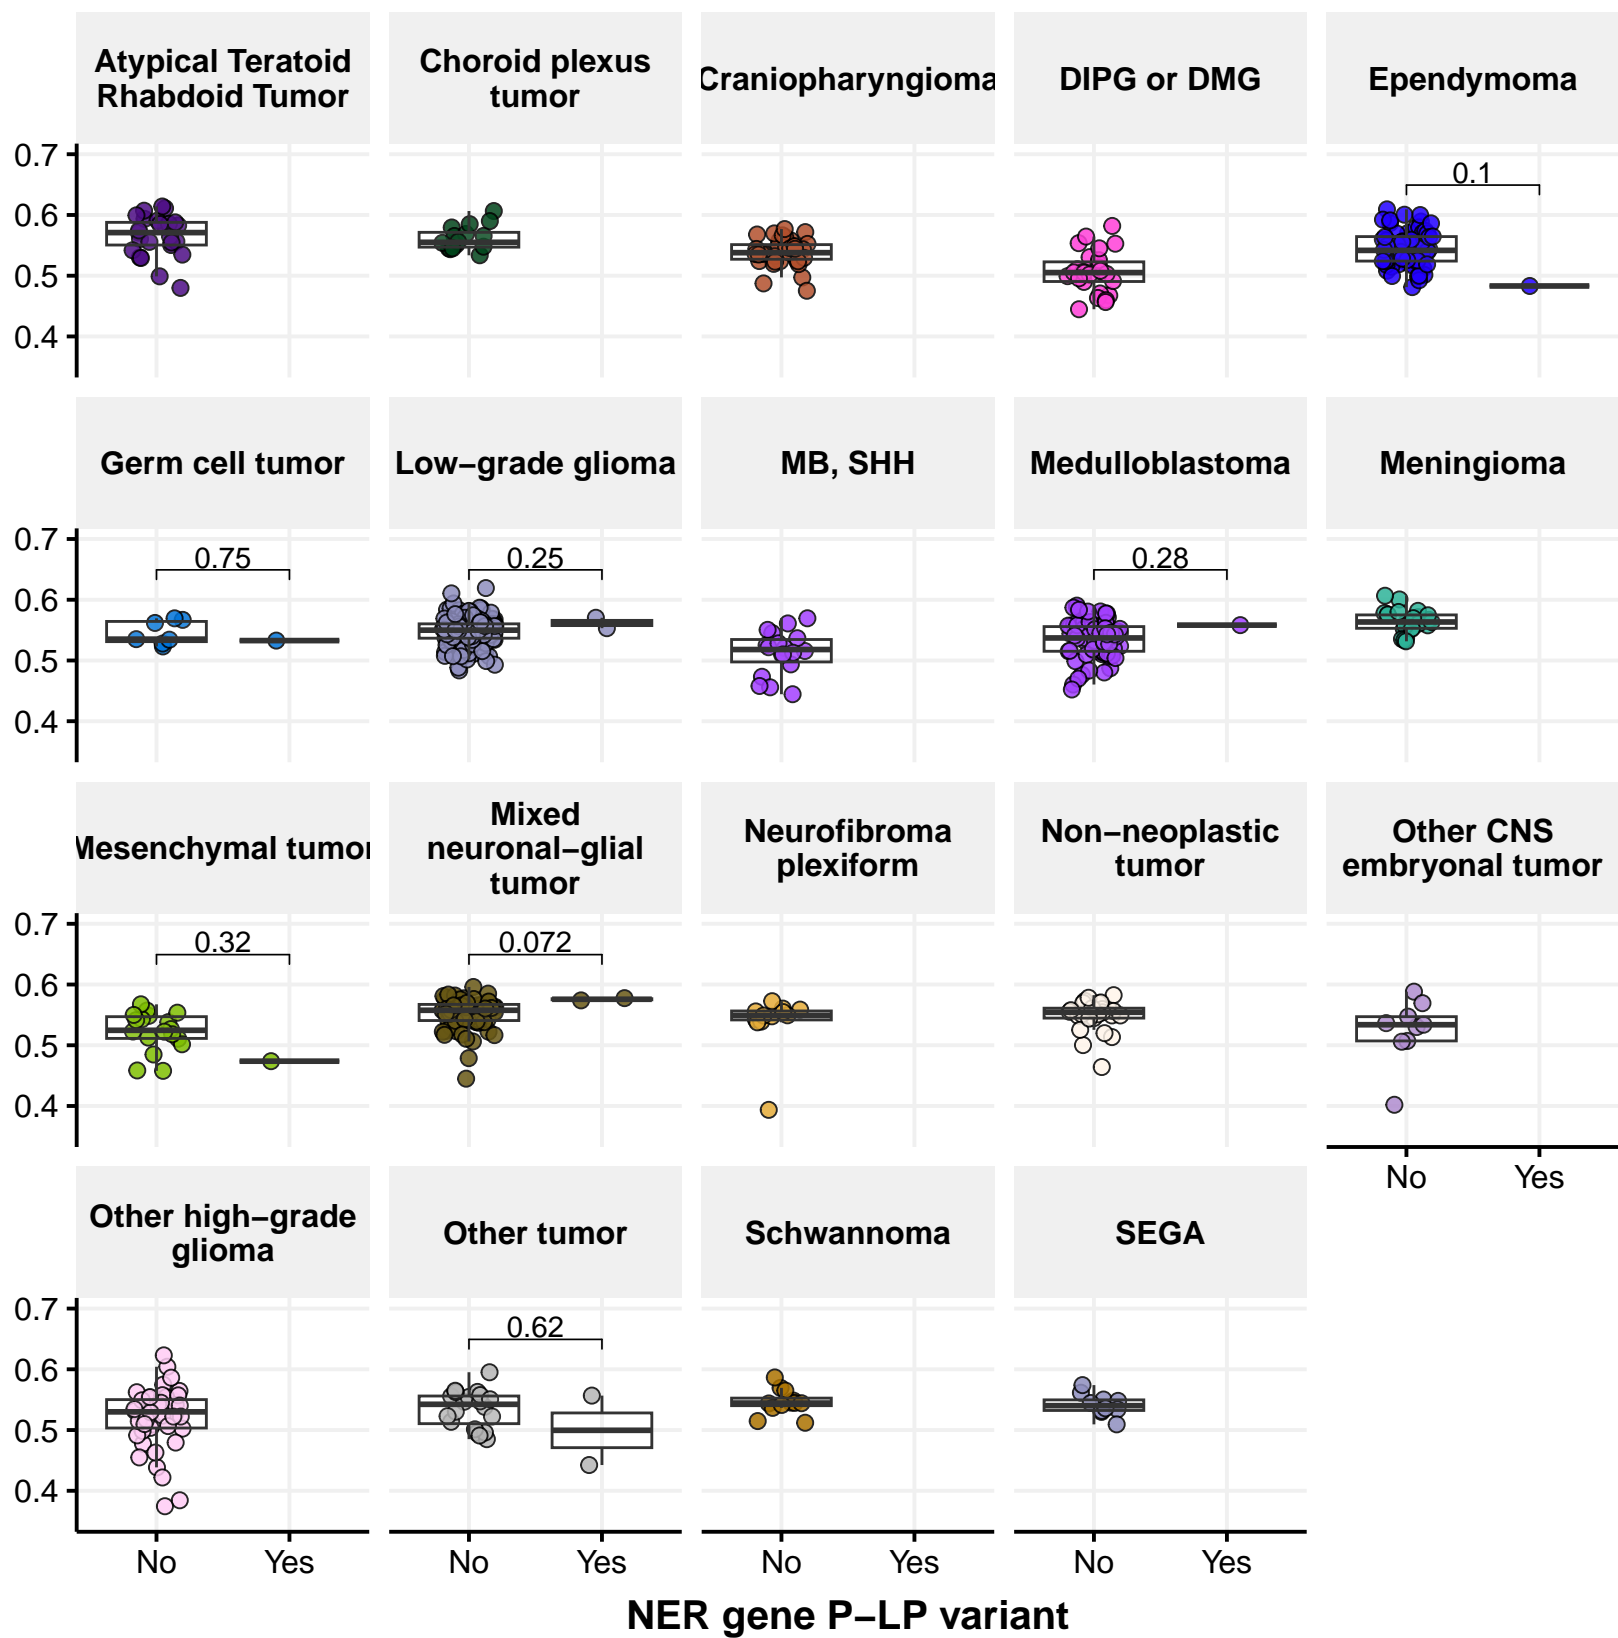 Atypical Teratoid
Rhabdoid Tumor
Choroid plexus
tumor
Craniopharyngioma
DIPG or DMG
Ependymoma
0.7
0.6
0.5
0.4
0.1
Germ cell tumor
Low−grade glioma
MB, SHH
Medulloblastoma
Meningioma
0.7
0.6
0.5
0.4
0.75
0.25
0.28
Mesenchymal tumor
Mixed
neuronal−glial
tumor
Neurofibroma
plexiform
Non−neoplastic
tumor
Other CNS
embryonal tumor
0.7
0.6
0.5
0.4
0.32
0.072
No
Yes
Other high−grade
glioma
Other tumor
Schwannoma
SEGA
0.7
0.6
0.5
0.4
0.62
No
Yes
No
Yes
No
Yes
No
Yes
NER gene P−LP variant